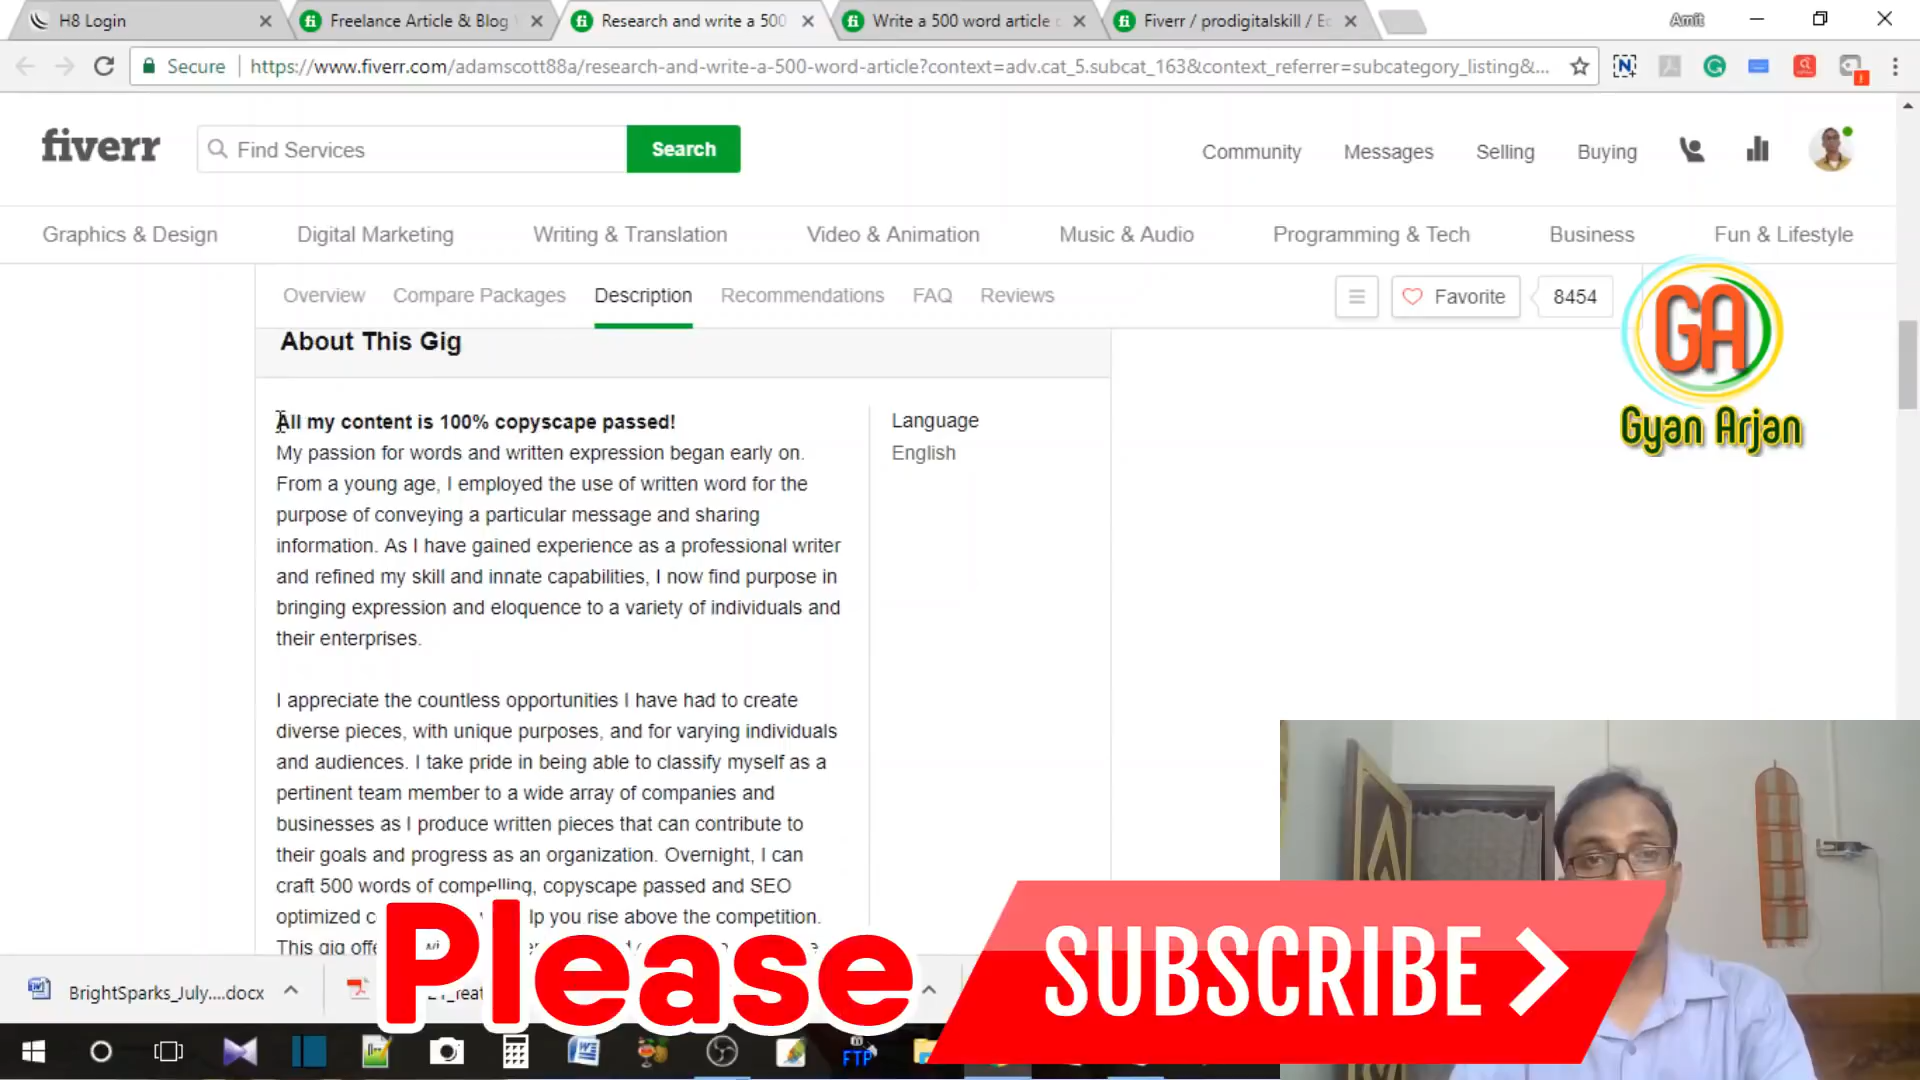 H8 Login
Freelance Article & Blog
Research and write a 500
Write a 500 word article
Fiverr / prodigitalskill / Ed
Amit
Secure
https://www.fiverr.com/adamscott88a/research-and-write-a-500-word-article?context=adv.cat_5.subcat_163&context_referrer=subcategory_listing&...
fiverr
Find Services
Search
Community
Messages
Selling
Buying
Graphics & Design
Digital Marketing
Writing & Translation
Video & Animation
Music & Audio
Programming & Tech
Business
Fun & Lifestyle
Overview
Compare Packages
Description
Recommendations
FAQ
Reviews
Favorite
8454
GA
Gyan Arjan
About This Gig
All my content is 100% copyscape passed!
My passion for words and written expression began early on.
From a young age, I employed the use of written word for the
purpose of conveying a particular message and sharing
information. As I have gained experience as a professional writer
and refined my skill and innate capabilities, I now find purpose in
bringing expression and eloquence to a variety of individuals and
their enterprises.
Language
English
I appreciate the countless opportunities I have had to create
diverse pieces, with unique purposes, and for varying individuals
and audiences. I take pride in being able to classify myself as a
pertinent team member to a wide array of companies and
businesses as I produce written pieces that can contribute to
their goals and progress as an organization. Overnight, I can
craft 500 words of compelling, copyscape passed and SEO
optimized you rise above the competition.
This gig
BrightSparks_July....docx
Please
SUBSCRIBE
FTP